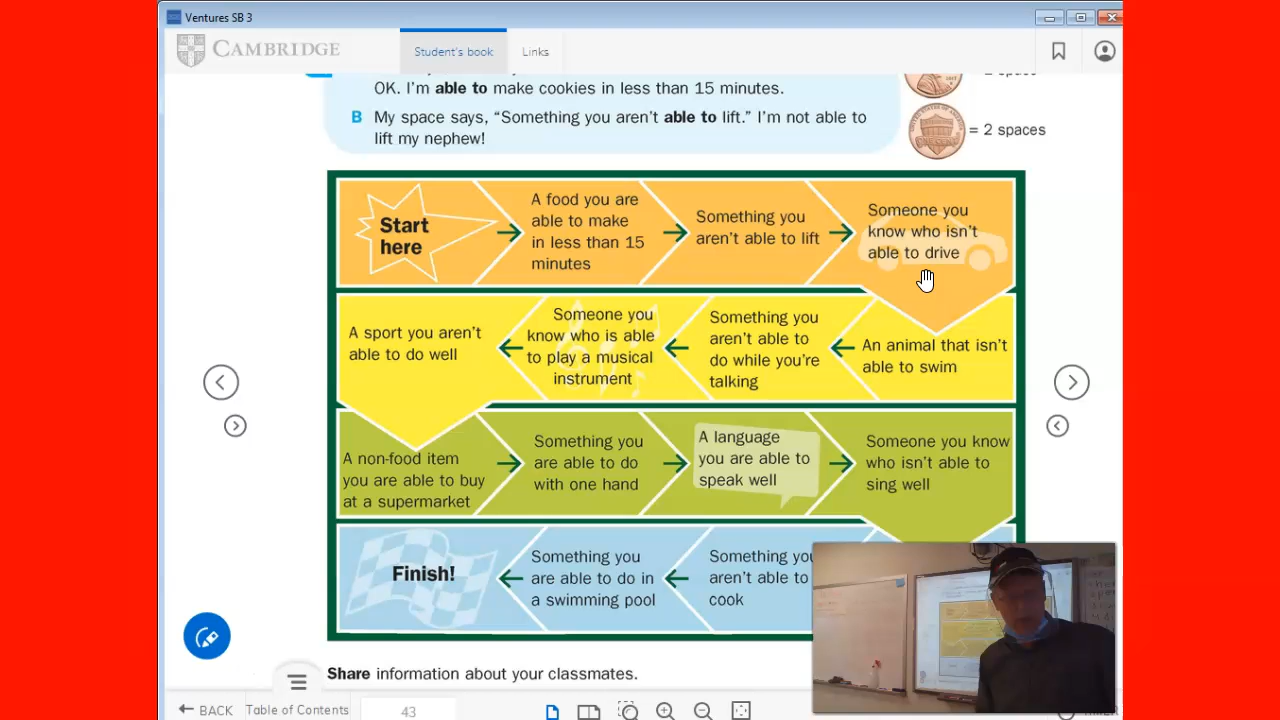 Ventures SB 3
CAMBRIDGE
Student's book
Links
OK. I'm able to make cookies in less than 15 minutes.
B My space says, “Something you aren't able to lift.” I'm not able to
lift my nephew!
= 2 spaces
Start
here
A food you are
able to make
in less than 15
minutes
Something you
aren't able to lift
Someone you
know who isn't
able to drive
A sport you aren't
able to do well
Someone you
know who is able
to play a musical
instrument
Something you
aren't able to
do while you're
talking
An animal that isn't
able to swim
A non-food item
you are able to buy
at a supermarket
Something you
are able to do
with one hand
A language
you are able to
speak well
Someone you know
who isn't able to
sing well
Finish!
Something you
are able to do in
a swimming pool
Something you
aren't able to
cook
Share information about your classmates.
BACK
Table of Contents
43